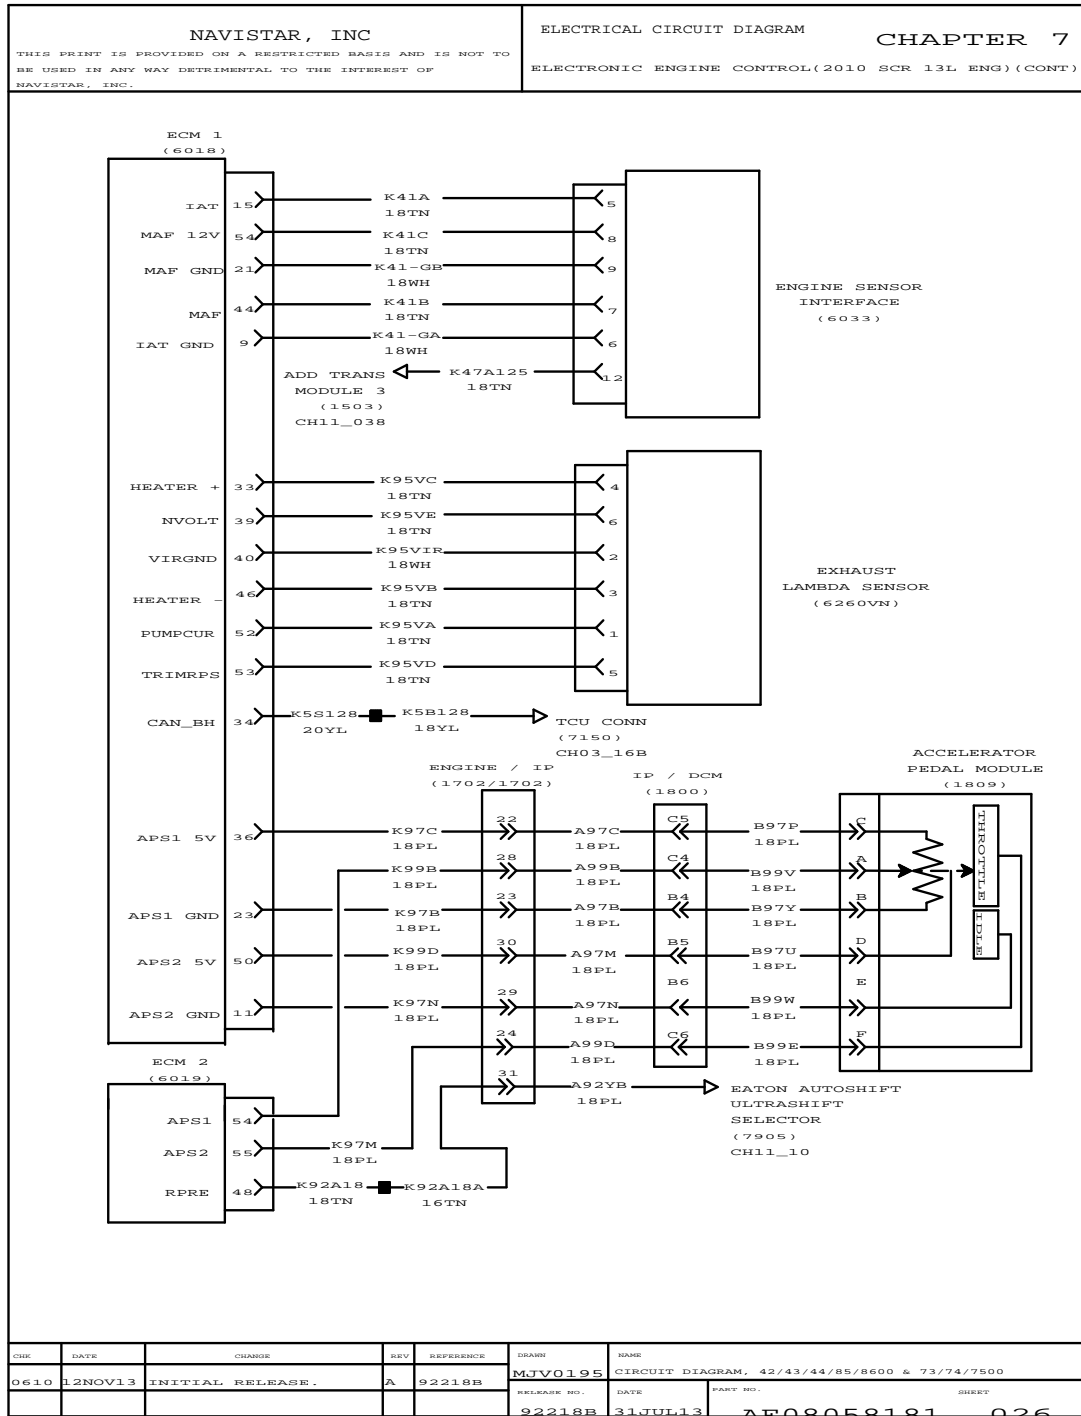 NAVISTAR, INC
THIS PRINT IS PROVIDED ON A RESTRICTED BASIS AND IS NOT TO
BE USED IN ANY WAY DETRIMENTAL TO THE INTEREST OF
NAVISTAR, INC.
ELECTRICAL CIRCUIT DIAGRAM
CHAPTER 7
ELECTRONIC ENGINE CONTROL(2010 SCR 13L ENG)(CONT)
ECM 1
(6018)
IAT 15 K41A 5
18TN
MAF 12V 54 K41C 8
18TN
MAF GND 21 K41-GB 9
18WH
MAF 44 K41B 7
18TN
IAT GND 9 K41-GA 6
18WH
ADD TRANS K47A125 12
MODULE 3 18TN
(1503)
CH11_038
ENGINE SENSOR
INTERFACE
(6033)
HEATER + 33 K95VC 4
18TN
NVOLT 39 K95VE 6
18TN
VIRGND 40 K95VIR 2
18WH
HEATER - 46 K95VB 3
18TN
PUMPCUR 52 K95VA 1
18TN
TRIMRPS 53 K95VD 5
18TN
EXHAUST
LAMBDA SENSOR
(6260VN)
CAN_BH 34 K5S128 K5B128
20YL 18YL
TCU CONN
(7150)
CH03_16B
ENGINE / IP
(1702/1702)
IP / DCM
(1800)
ACCELERATOR
PEDAL MODULE
(1809)
APS1 5V 36 K97C 22 A97C C5 B97P C
18PL 18PL 18PL
K99B 28 A99B C4 B99V A
18PL 18PL 18PL
APS1 GND 23 K97B 23 A97B B4 B97Y B
18PL 18PL 18PL
APS2 5V 50 K99D 30 A97M B5 B97U D
18PL 18PL 18PL
APS2 GND 11 K97N 29 A97N B6 B99W E
18PL 18PL 18PL
24 A99D C6 B99E F
18PL 18PL
31 A92YB
18PL
THROTTLE
IDLE
EATON AUTOSHIFT
ULTRASHIFT
SELECTOR
(7905)
CH11_10
ECM 2
(6019)
APS1 54
APS2 55 K97M
18PL
RPRE 48 K92A18 K92A18A
18TN 16TN
CHK DATE CHANGE REV REFERENCE DRAWN NAME
0610 12NOV13 INITIAL RELEASE. A 92218B MJV0195 CIRCUIT DIAGRAM, 42/43/44/85/8600 & 73/74/7500
RELEASE NO. DATE PART NO. SHEET
92218B 31JUL13 AF08058181 026